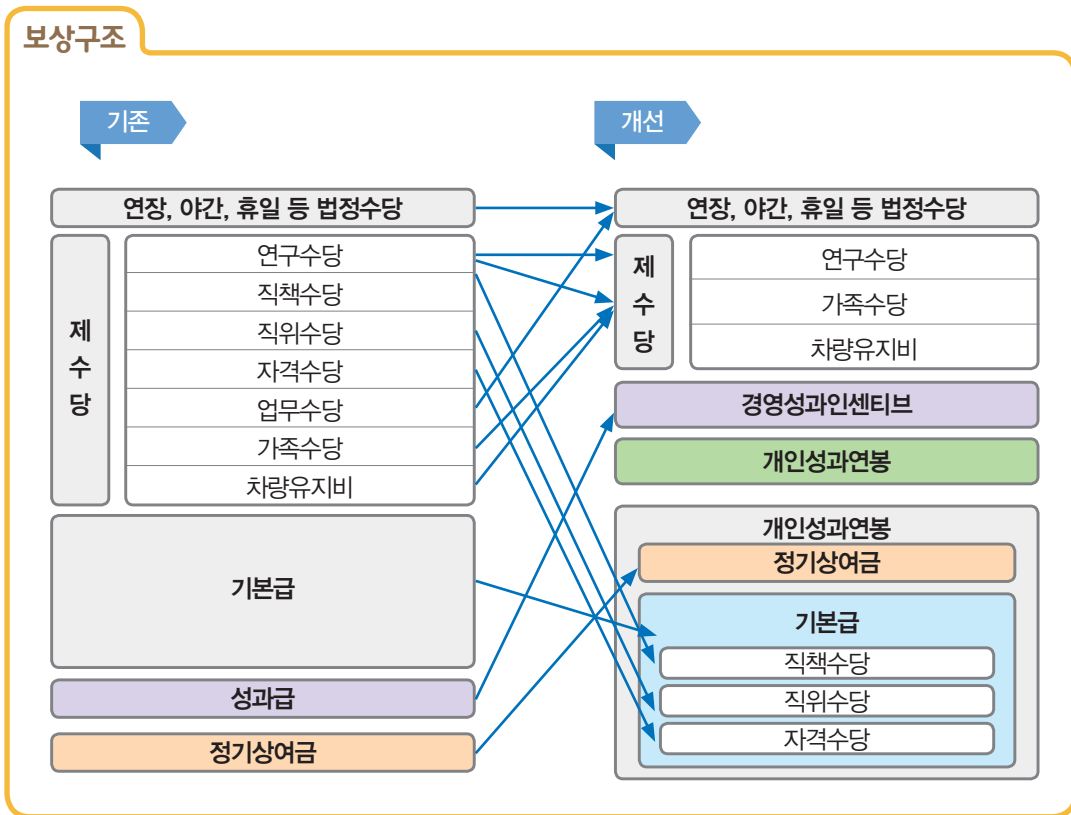 보상구조
기존
연장, 야간, 휴일 등 법정수당
제수당
연구수당
직책수당
직위수당
자격수당
업무수당
가족수당
차량유지비
기본급
성과급
정기상여금
개선
연장, 야간, 휴일 등 법정수당
제수당
연구수당
가족수당
차량유지비
경영성과인센티브
개인성과연봉
개인성과연봉
정기상여금
기본급
직책수당
직위수당
자격수당